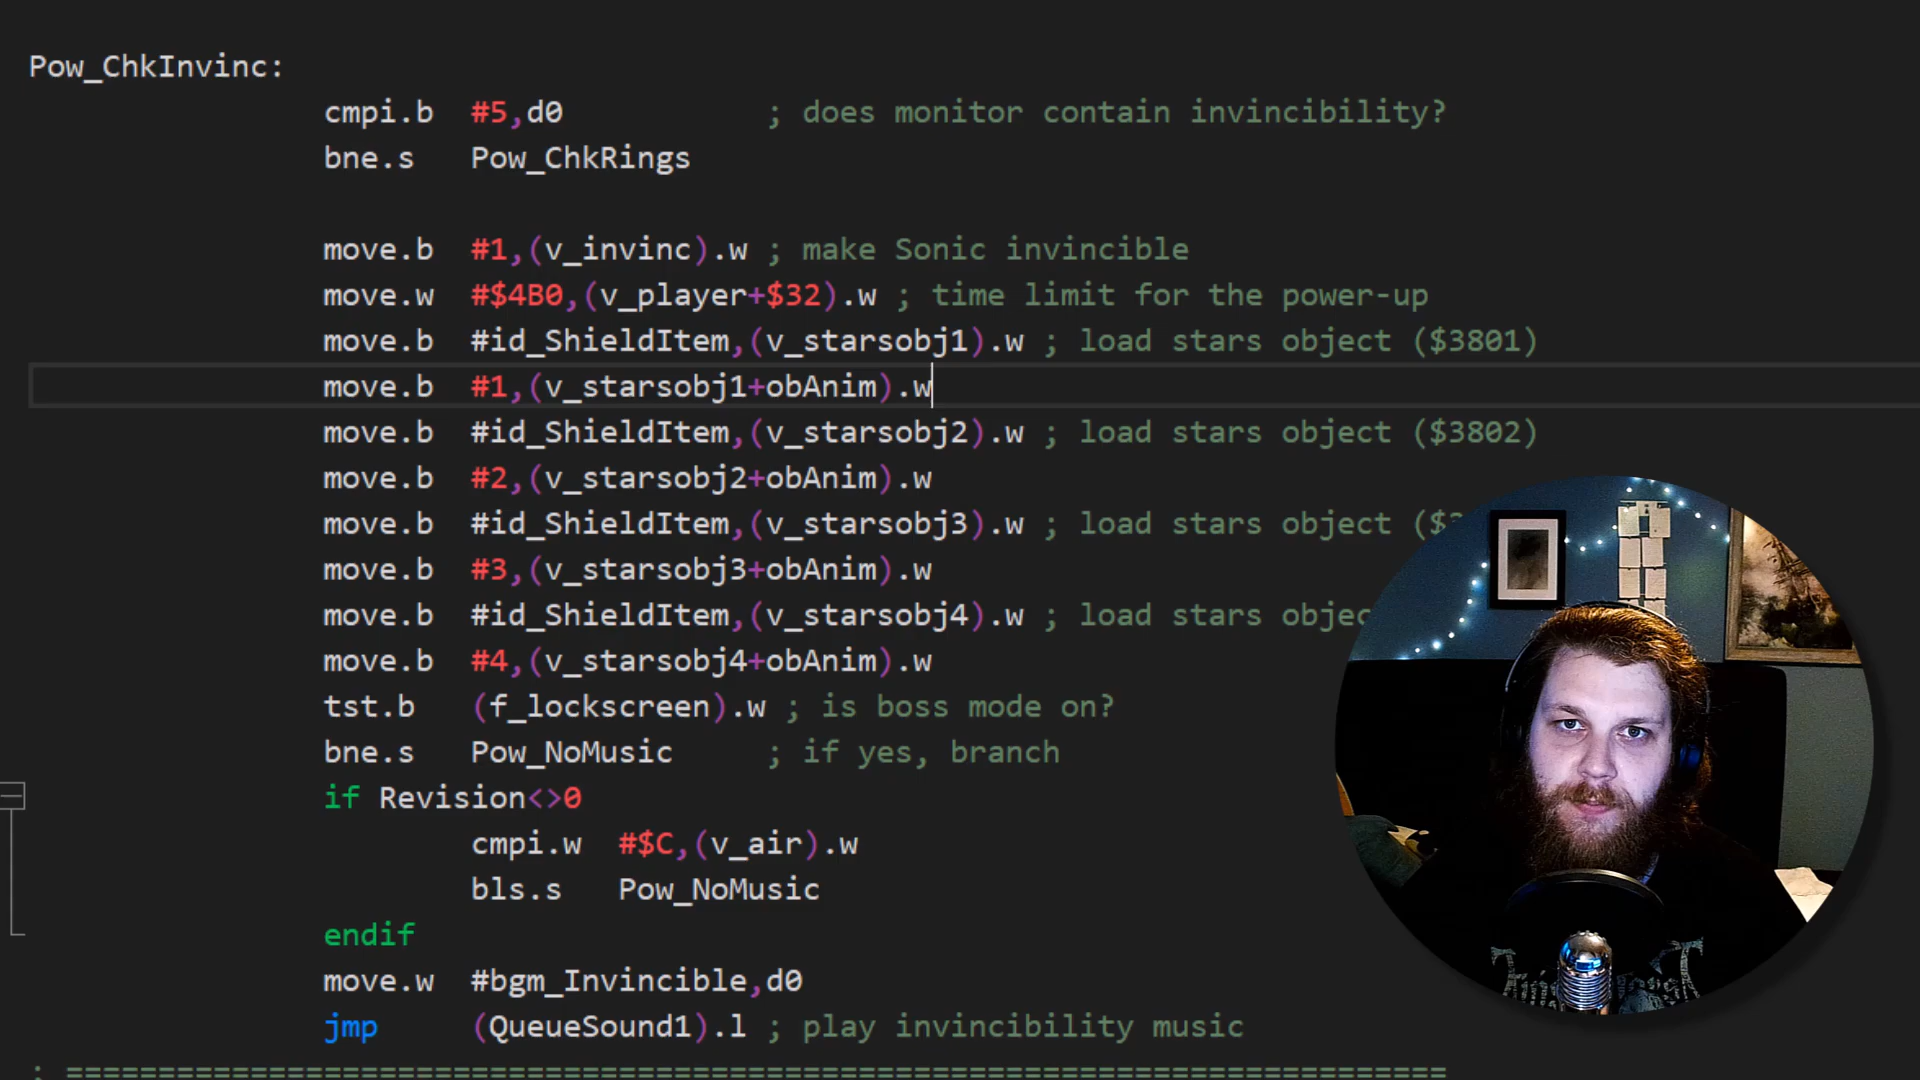 Pow_ChkInvinc:
cmpi.b #5,d0 ; does monitor contain invincibility?
bne.s Pow_ChkRings
move.b #1,(v_invinc).w ; make Sonic invincible
move.w #$4B0,(v_player+$32).w ; time limit for the power-up
move.b #id_ShieldItem,(v_starsobj1).w ; load stars object ($3801)
move.b #1,(v_starsobj1+obAnim).w
move.b #id_ShieldItem,(v_starsobj2).w ; load stars object ($3802)
move.b #2,(v_starsobj2+obAnim).w
move.b #id_ShieldItem,(v_starsobj3).w ; load stars object
move.b #3,(v_starsobj3+obAnim).w
move.b #id_ShieldItem,(v_starsobj4).w ; load stars
move.b #4,(v_starsobj4+obAnim).w
tst.b (f_lockscreen).w ; is boss mode on?
bne.s Pow_NoMusic ; if yes, branch
if Revision<>0
cmpi.w #$C,(v_air).w
bls.s Pow_NoMusic
endif
move.w #bgm_Invincible,d0
jmp (QueueSound1).l ; play invincibility music
; ===========================================================================